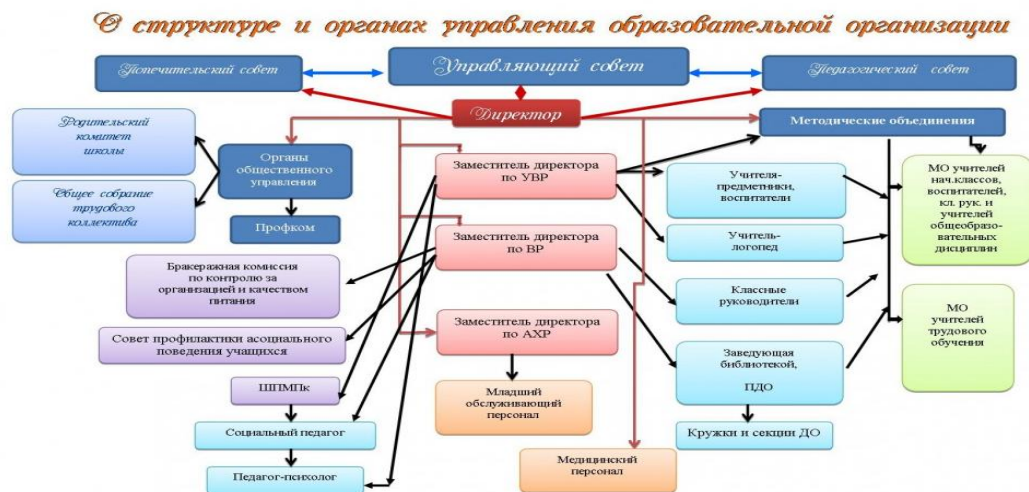 О структуре и органах управления образовательной организации
Попечительский совет
Управляющий совет
Педагогический совет
Директор
Родительский
комитет
школы
Органы
общественного
управления
Общее собрание
трудового
коллектива
Профком
Заместитель директора
по УВР
Методические объединения
Учителя-
предметники,
воспитатели
МО учителей
нач.классов,
воспитателей,
кл. рук. и
учителей
общеобразо-
вательных
дисциплин
Заместитель директора
по ВР
Учитель-
логопед
Бракеражная комиссия
по контролю за
организацией и качеством
питания
Классные
руководители
МО
учителей
трудового
обучения
Совет профилактики асоциального
поведения учащихся
Заместитель директора
по АХР
Заведующая
библиотекой,
ПДО
ШПМПк
Младший
обслуживающий
персонал
Социальный педагог
Кружки и секции ДО
Педагог-психолог
Медицинский
персонал